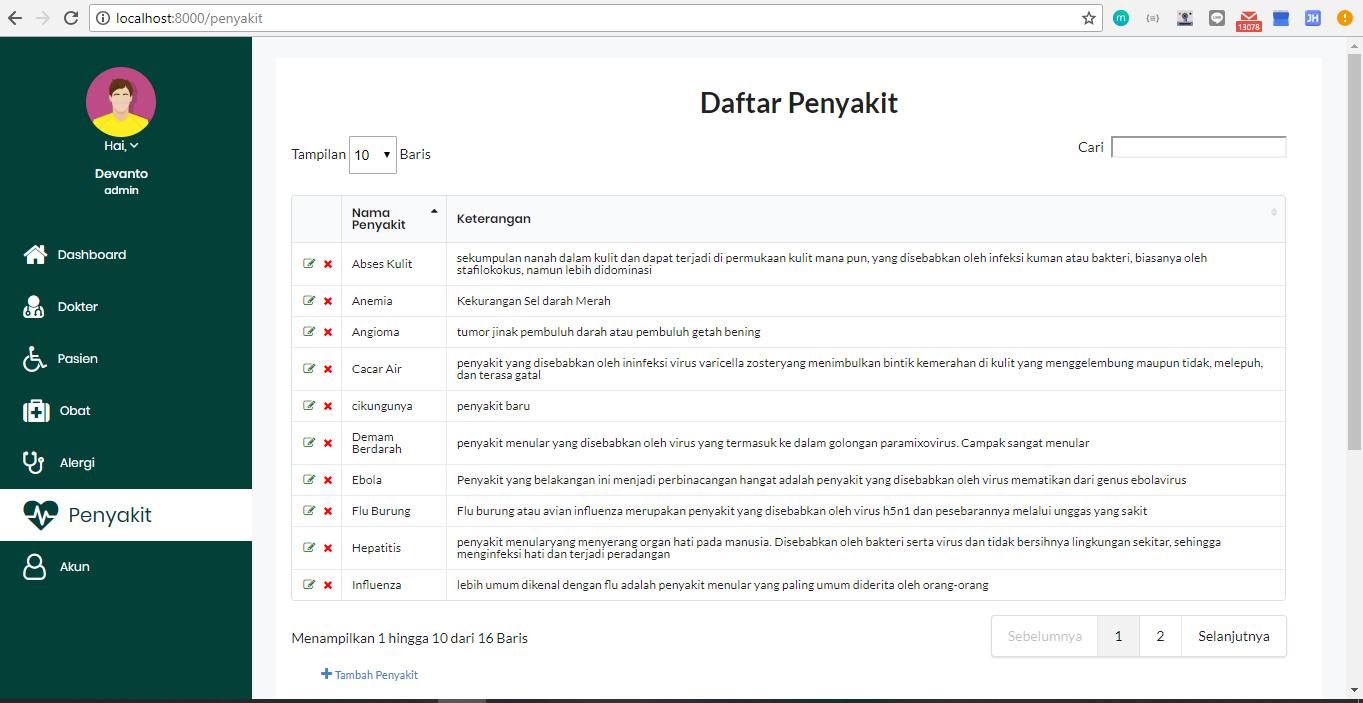 localhost:8000/penyakit
m
{s}
LINE
13078
JH
Hai,
Devanto
admin
Dashboard
Dokter
Pasien
Obat
Alergi
Penyakit
Akun
Daftar Penyakit
Tampilan 10 Baris
Cari
Nama
Penyakit
Keterangan
Abses Kulit
sekumpulan nanah dalam kulit dan dapat terjadi di permukaan kulit mana pun, yang disebabkan oleh infeksi kuman atau bakteri, biasanya oleh
stafilokokus, namun lebih didominasi
Anemia
Kekurangan Sel darah Merah
Angioma
tumor jinak pembuluh darah atau pembuluh getah bening
Cacar Air
penyakit yang disebabkan oleh ininfeksi virus varicella zosteryang menimbulkan bintik kemerahan di kulit yang menggelembung maupun tidak, melepuh,
dan terasa gatal
cikungunya
penyakit baru
Demam
Berdarah
penyakit menular yang disebabkan oleh virus yang termasuk ke dalam golongan paramixovirus. Campak sangat menular
Ebola
Penyakit yang belakangan ini menjadi perbinacangan hangat adalah penyakit yang disebabkan oleh virus mematikan dari genus ebolavirus
Flu Burung
Flu burung atau avian influenza merupakan penyakit yang disebabkan oleh virus h5n1 dan pesebarannya melalui unggas yang sakit
Hepatitis
penyakit menularyang menyerang organ hati pada manusia. Disebabkan oleh bakteri serta virus dan tidak bersihnya lingkungan sekitar, sehingga
menginfeksi hati dan terjadi peradangan
Influenza
lebih umum dikenal dengan flu adalah penyakit menular yang paling umum diderita oleh orang-orang
Menampilkan 1 hingga 10 dari 16 Baris
Sebelumnya 1 2 Selanjutnya
Tambah Penyakit